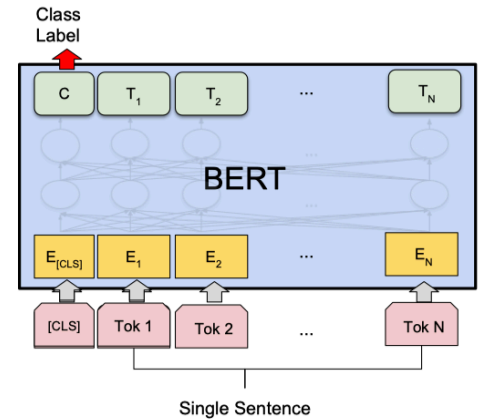 Class
Label
C T1 T2 ... TN
...
BERT
...
E[CLS] E1 E2 ... EN
[CLS] Tok 1 Tok 2 ... Tok N
Single Sentence